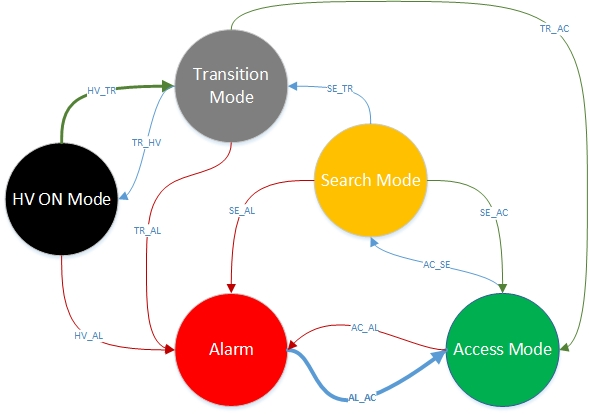 TR_AC
Transition
Mode
HV_TR
SE_TR
TR_HV
HV ON Mode
Search Mode
SE_AL
SE_AC
TR_AL
AC_SE
HV_AL
AC_AL
Alarm
Access Mode
AL_AC